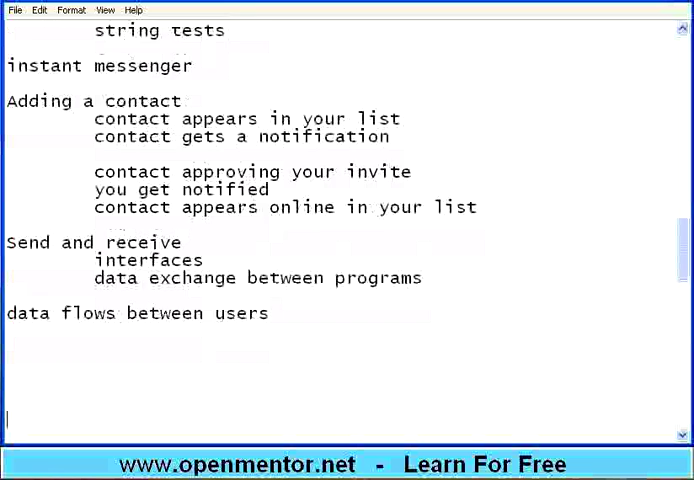 File Edit Format View Help
string tests
instant messenger
Adding a contact
contact appears in your list
contact gets a notification
contact approving your invite
you get notified
contact appears online in your list
Send and receive
interfaces
data exchange between programs
data flows between users
www.openmentor.net - Learn For Free